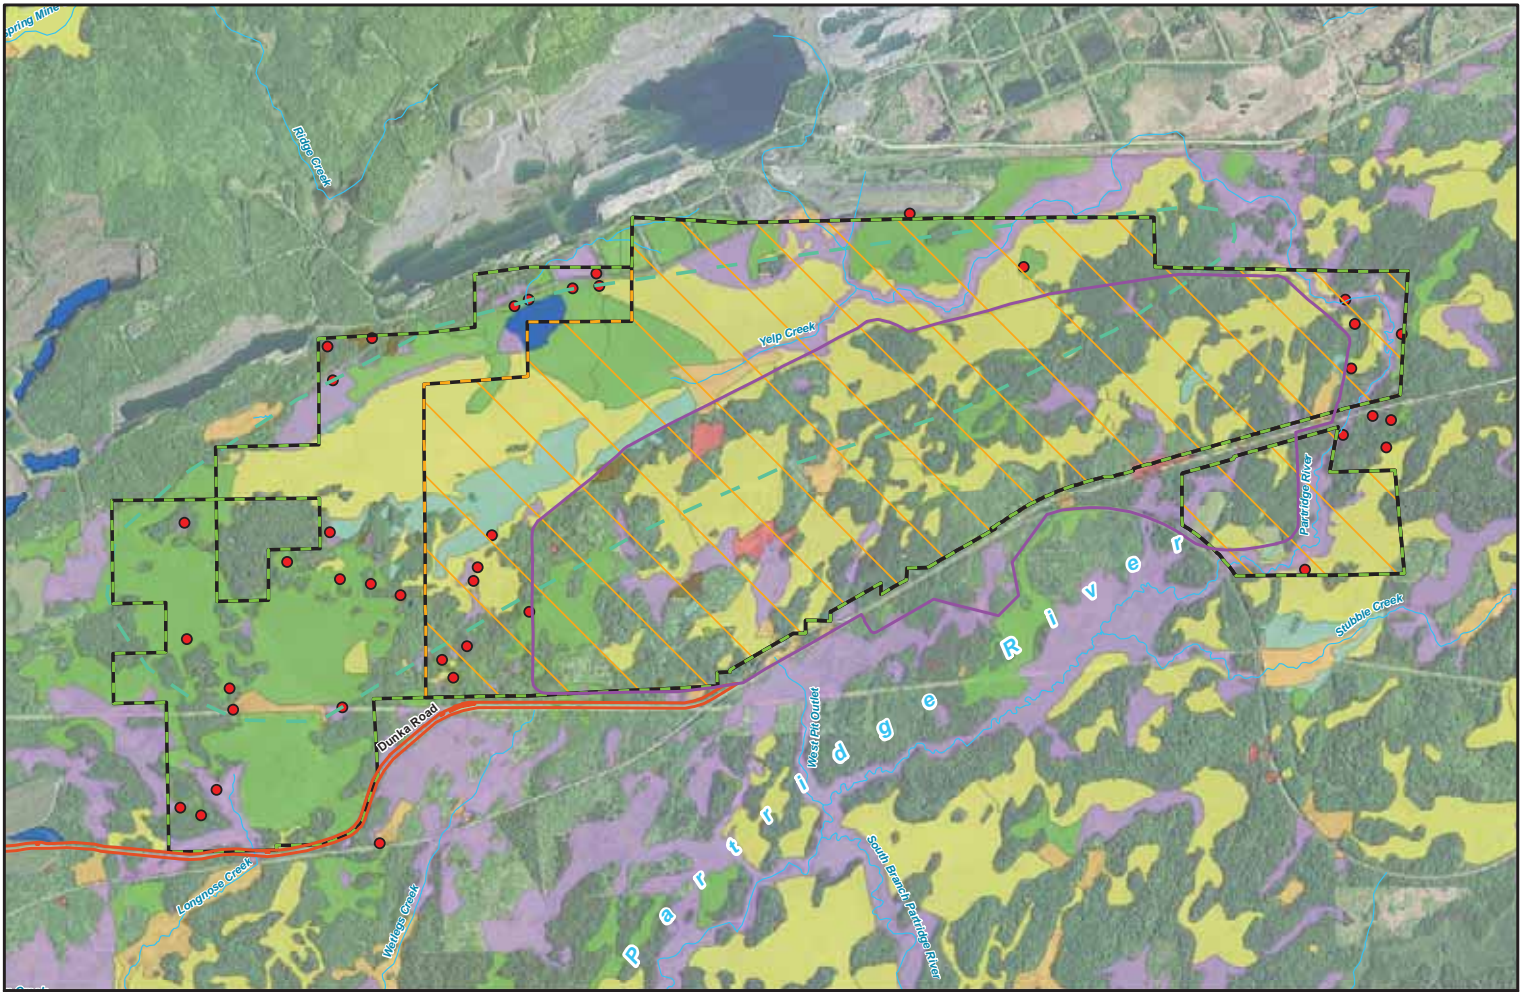 Spring Mine
Ridge Creek
Yelp Creek
Partridge River
Stubble Creek
Partridge River
Dunka Road
West Pit Outlet
Longnose Creek
Wetlegs Creek
South Branch Partridge River